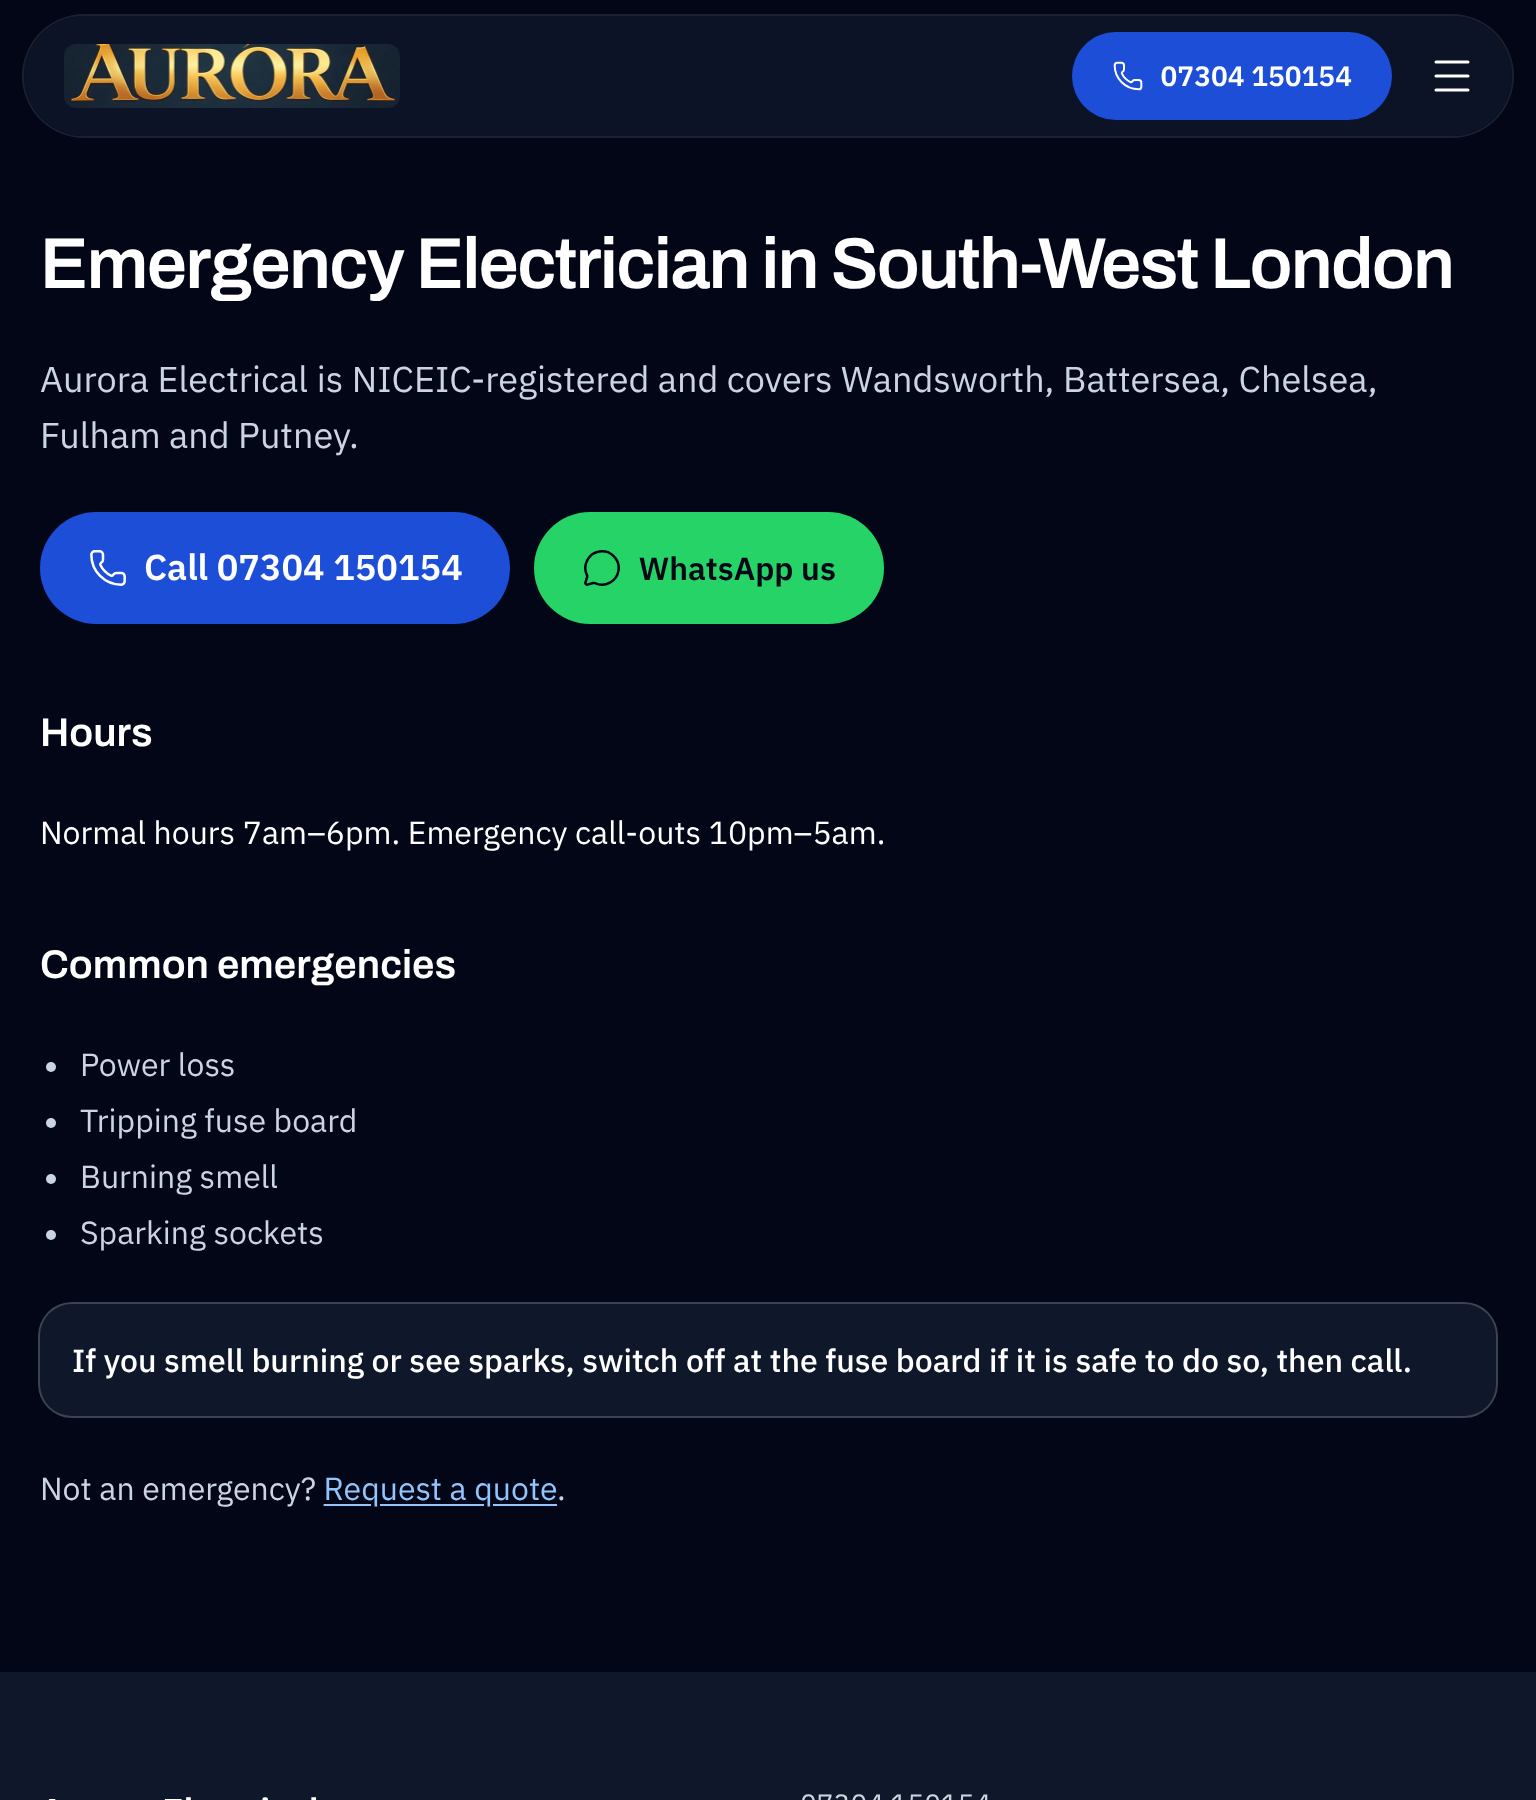 AURORA
07304 150154
Emergency Electrician in South-West London
Aurora Electrical is NICEIC-registered and covers Wandsworth, Battersea, Chelsea,
Fulham and Putney.
Call 07304 150154
WhatsApp us
Hours
Normal hours 7am–6pm. Emergency call-outs 10pm–5am.
Common emergencies
• Power loss
• Tripping fuse board
• Burning smell
• Sparking sockets
If you smell burning or see sparks, switch off at the fuse board if it is safe to do so, then call.
Not an emergency? Request a quote.